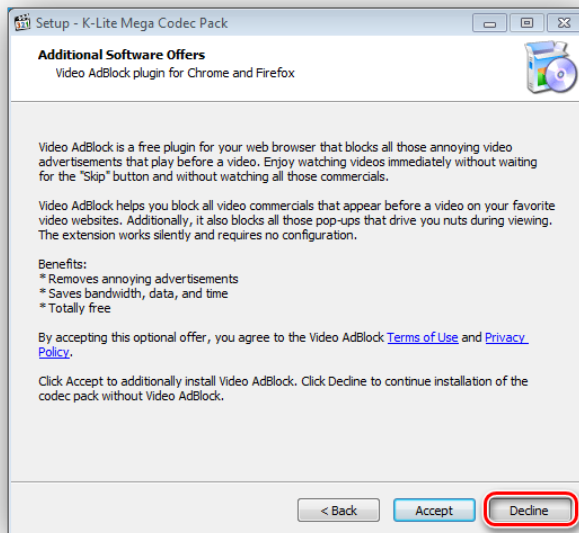 Setup - K-Lite Mega Codec Pack
Additional Software Offers
Video AdBlock plugin for Chrome and Firefox
Video AdBlock is a free plugin for your web browser that blocks all those annoying video
advertisements that play before a video. Enjoy watching videos immediately without waiting
for the "Skip" button and without watching all those commercials.
Video AdBlock helps you block all video commercials that appear before a video on your favorite
video websites. Additionally, it also blocks all those pop-ups that drive you nuts during viewing.
The extension works silently and requires no configuration.
Benefits:
* Removes annoying advertisements
* Saves bandwidth, data, and time
* Totally free
By accepting this optional offer, you agree to the Video AdBlock Terms of Use and Privacy
Policy.
Click Accept to additionally install Video AdBlock. Click Decline to continue installation of the
codec pack without Video AdBlock.
< Back Accept Decline